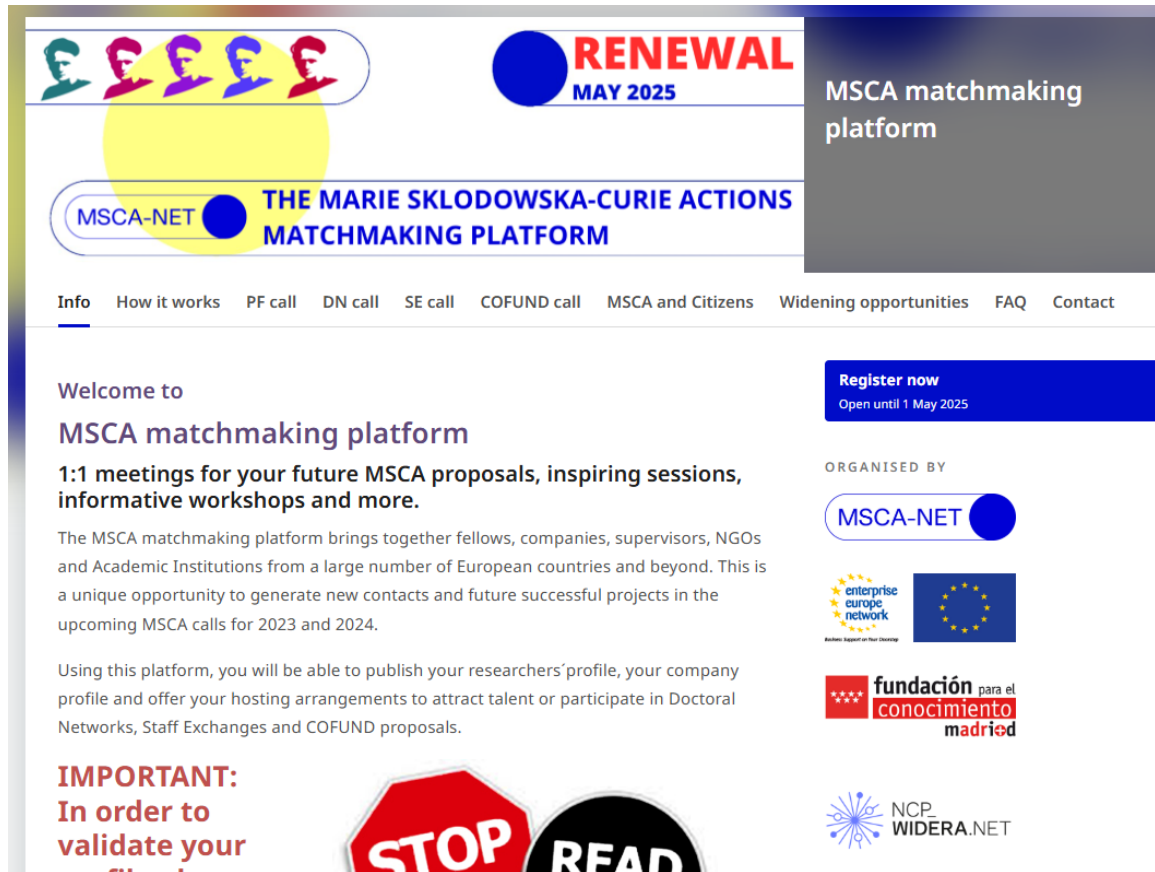 RENEWAL
MAY 2025
MSCA-NET
THE MARIE SKLODOWSKA-CURIE ACTIONS
MATCHMAKING PLATFORM
MSCA matchmaking
platform
Info How it works PF call DN call SE call COFUND call MSCA and Citizens Widening opportunities FAQ Contact
Welcome to
MSCA matchmaking platform
1:1 meetings for your future MSCA proposals, inspiring sessions,
informative workshops and more.
The MSCA matchmaking platform brings together fellows, companies, supervisors, NGOs
and Academic Institutions from a large number of European countries and beyond. This is
a unique opportunity to generate new contacts and future successful projects in the
upcoming MSCA calls for 2023 and 2024.
Using this platform, you will be able to publish your researchers´profile, your company
profile and offer your hosting arrangements to attract talent or participate in Doctoral
Networks, Staff Exchanges and COFUND proposals.
IMPORTANT:
In order to
validate your
STOP
READ
Register now
Open until 1 May 2025
ORGANISED BY
MSCA-NET
enterprise
europe
network
Business Support on Your Doorstep
fundación para el
conocimiento
madrid
NCP_
WIDERA.NET